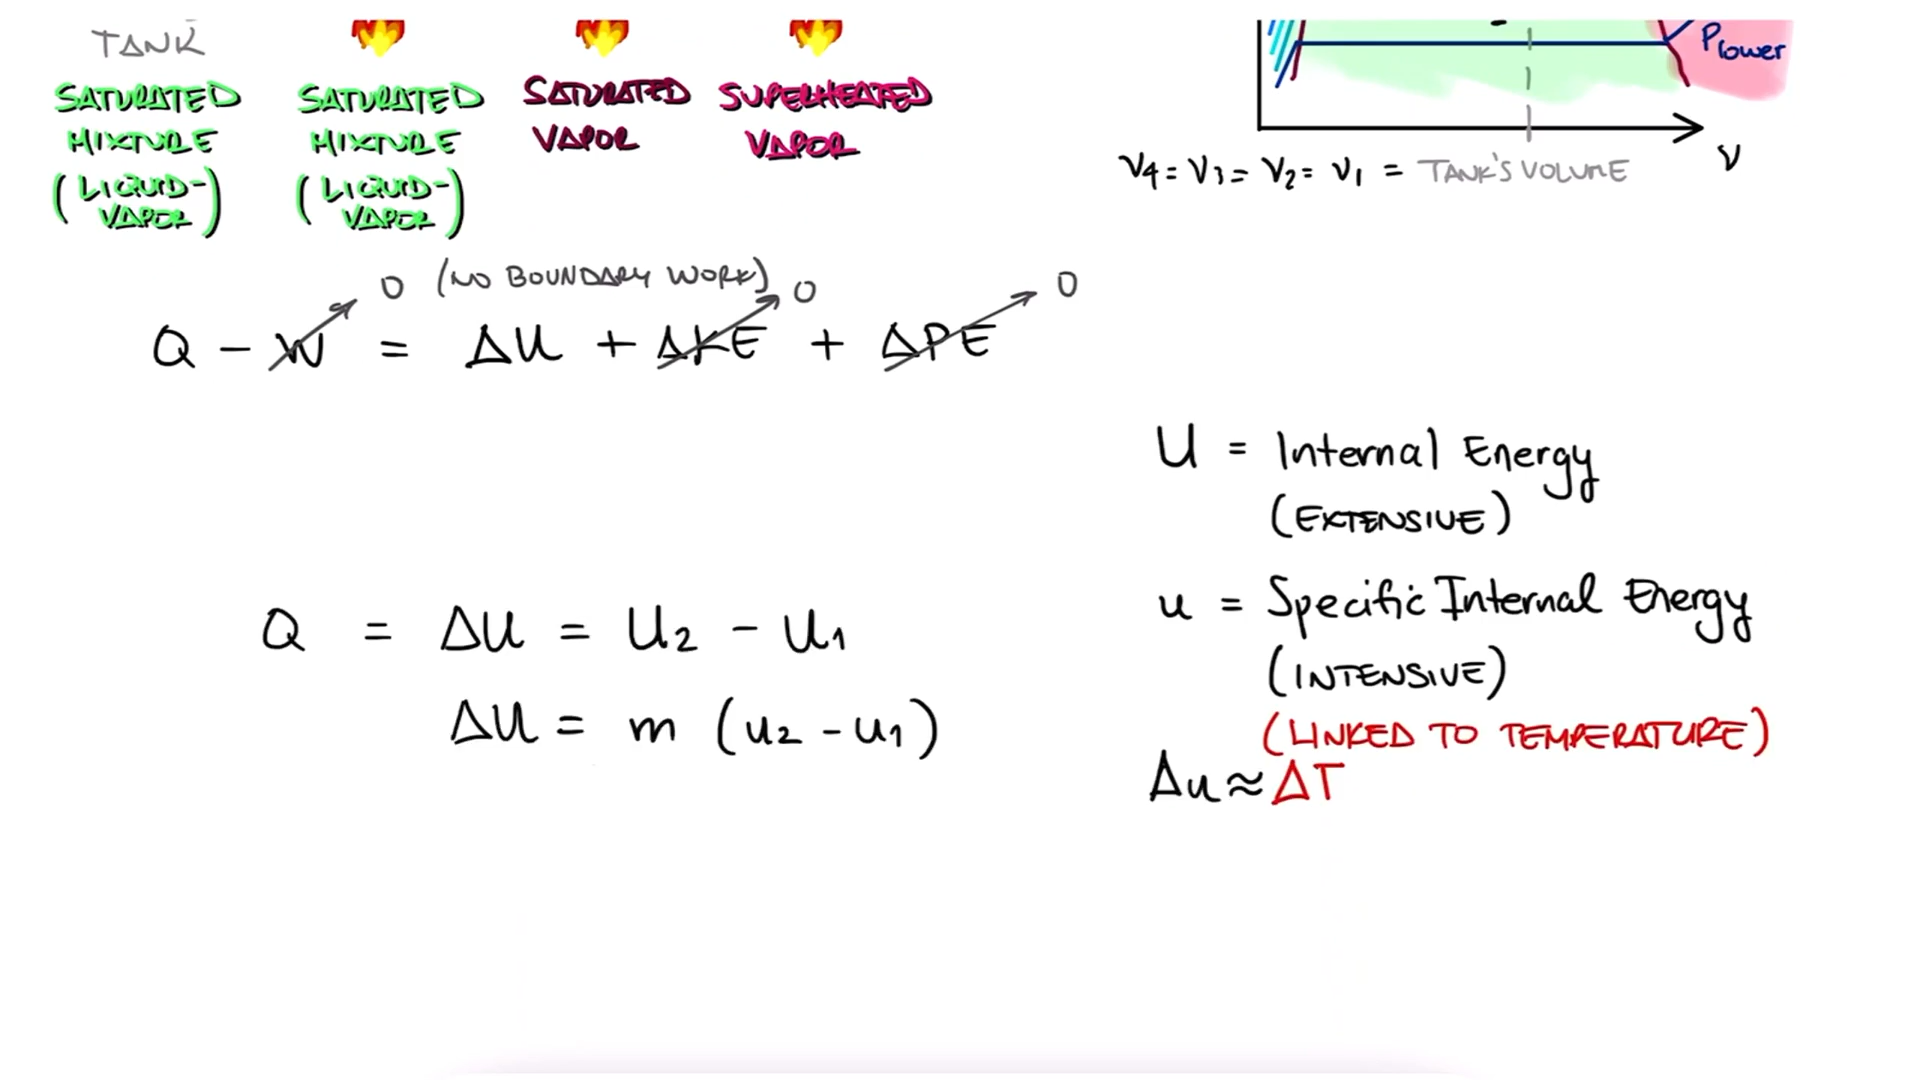 TANK
SATURATED MIXTURE (LIQUID-VAPOR)
SATURATED MIXTURE (LIQUID-VAPOR)
SATURATED VAPOR
SUPERHEATED VAPOR
Plower
v
v4 = v3 = v2 = v1 = TANK'S VOLUME
0 (NO BOUNDARY WORK) 0 0
Q - W = ΔU + ΔKE + ΔPE
U = Internal Energy
(EXTENSIVE)
u = Specific Internal Energy
(INTENSIVE)
(LINKED TO TEMPERATURE)
Δu ≈ ΔT
Q = ΔU = U2 - U1
ΔU = m (u2 - u1)